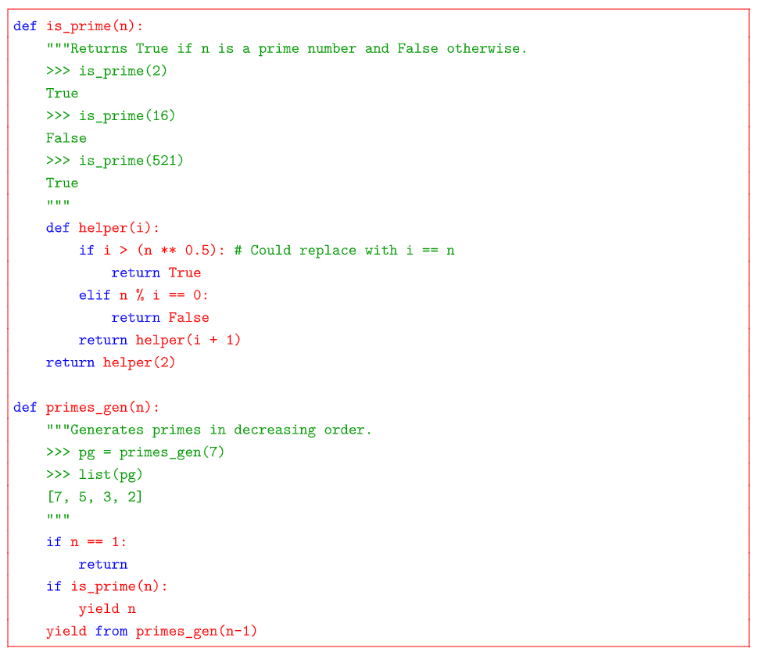 def is_prime(n):
    """Returns True if n is a prime number and False otherwise.
    >>> is_prime(2)
    True
    >>> is_prime(16)
    False
    >>> is_prime(521)
    True
    """
    def helper(i):
        if i > (n ** 0.5): # Could replace with i == n
            return True
        elif n % i == 0:
            return False
        return helper(i + 1)
    return helper(2)

def primes_gen(n):
    """Generates primes in decreasing order.
    >>> pg = primes_gen(7)
    >>> list(pg)
    [7, 5, 3, 2]
    """
    if n == 1:
        return
    if is_prime(n):
        yield n
    yield from primes_gen(n-1)